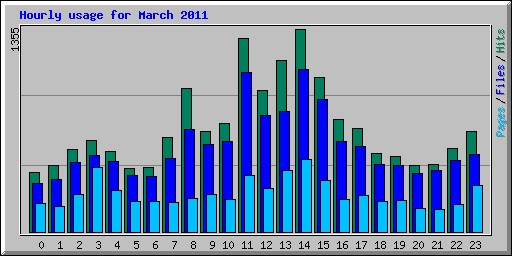 Hourly usage for March 2011
1355
Pages / Files / Hits
0 1 2 3 4 5 6 7 8 9 10 11 12 13 14 15 16 17 18 19 20 21 22 23